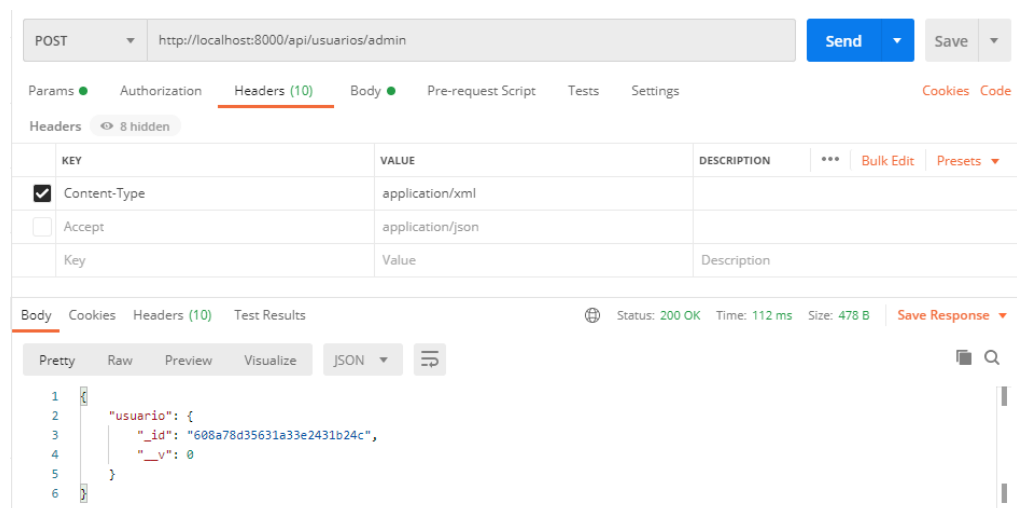 POST http://localhost:8000/api/usuarios/admin Send Save
Params Authorization Headers (10) Body Pre-request Script Tests Settings Cookies Code
Headers 8 hidden
KEY VALUE DESCRIPTION ••• Bulk Edit Presets
Content-Type application/xml
Accept application/json
Key Value Description
Body Cookies Headers (10) Test Results Status: 200 OK Time: 112 ms Size: 478 B Save Response
Pretty Raw Preview Visualize JSON
1 {
2 "usuario": {
3 "_id": "608a78d35631a33e2431b24c",
4 "__v": 0
5 }
6 }